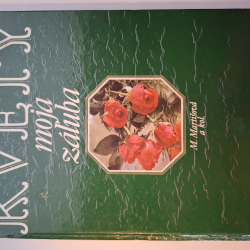 KVETY
moja
záľuba
M. Martišová
a kol.